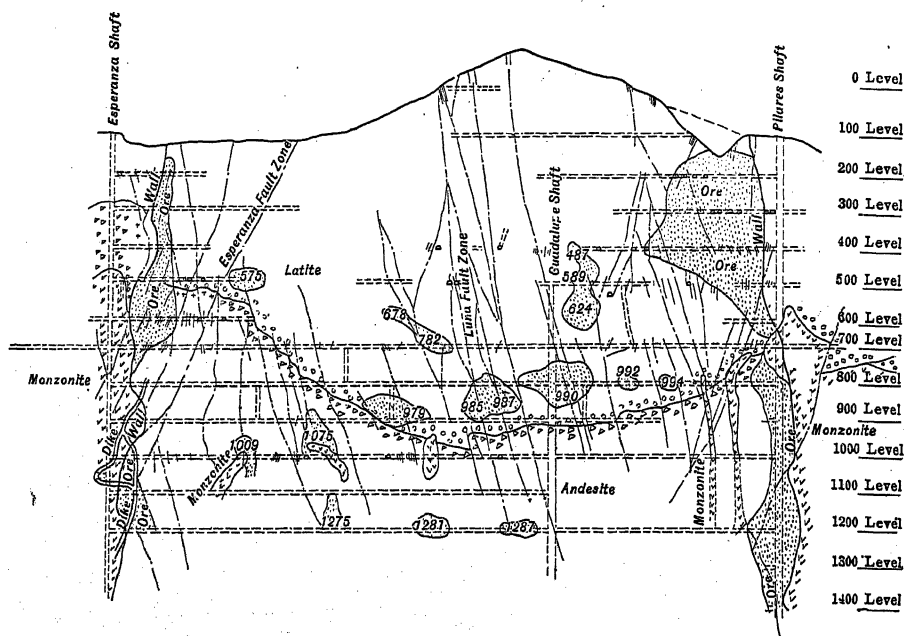 Esperanza Shaft
Pilares Shaft
0 Level
100 Level
200 Level
300 Level
400 Level
500 Level
600 Level
700 Level
800 Level
900 Level
1000 Level
1100 Level
1200 Level
1300 Level
1400 Level
Wall
Ore
Ore
Esperanza Fault Zone
575
Latite
678
782
Luna Fault Zone
Guadalupe Shaft
487
569
624
Ore
Ore
Wall
Monzonite
979
985
987
990
992
994
Monzonite
Dike
(Wall)
Ore
Dike
Ore
Monzonite
1009
1075
1275
1281
1287
Andesite
Monzonite
Ore
Ore